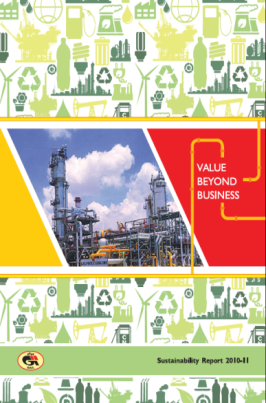 VALUE
BEYOND
BUSINESS
Sustainability Report 2010-11